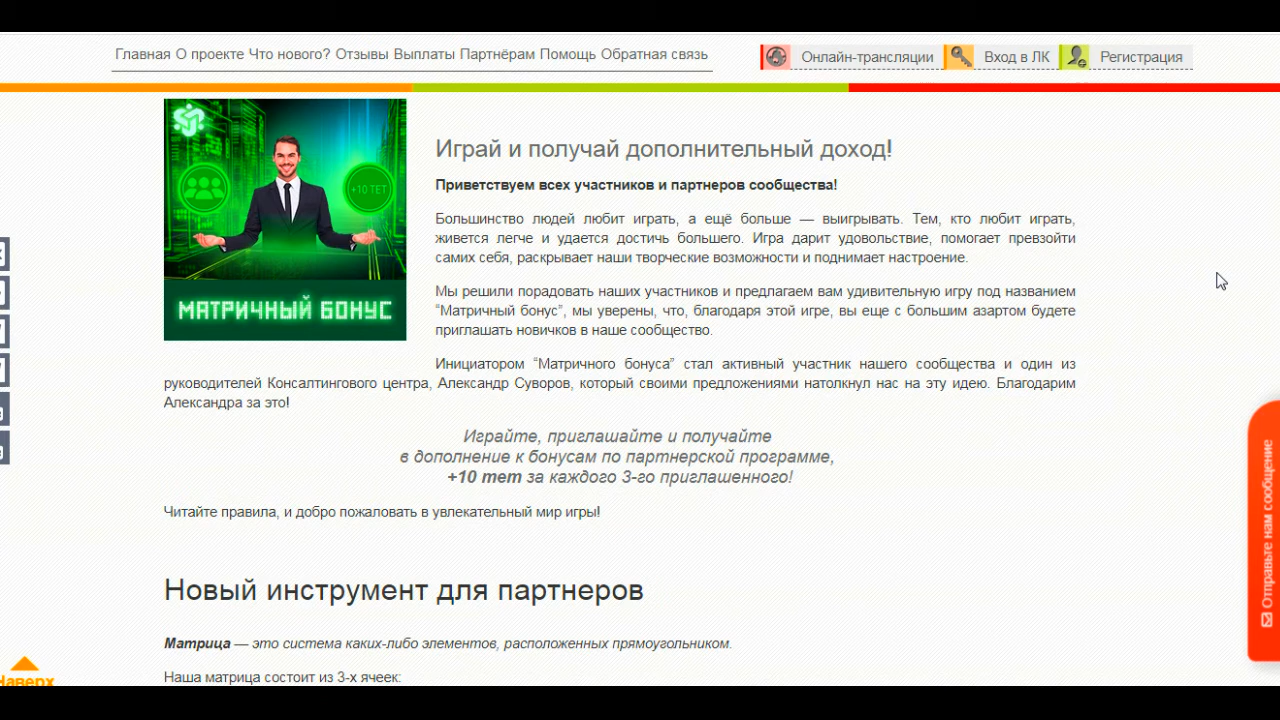 Главная О проекте Что нового? Отзывы Выплаты Партнёрам Помощь Обратная связь
Онлайн-трансляции
Вход в ЛК
Регистрация
+10 ТЕТ
МАТРИЧНЫЙ БОНУС
Играй и получай дополнительный доход!
Приветствуем всех участников и партнеров сообщества!
Большинство людей любит играть, а ещё больше — выигрывать. Тем, кто любит играть,
живется легче и удается достичь большего. Игра дарит удовольствие, помогает превзойти
самих себя, раскрывает наши творческие возможности и поднимает настроение.
Мы решили порадовать наших участников и предлагаем вам удивительную игру под названием
“Матричный бонус”, мы уверены, что, благодаря этой игре, вы еще с большим азартом будете
приглашать новичков в наше сообщество.
Инициатором “Матричного бонуса” стал активный участник нашего сообщества и один из
руководителей Консалтингового центра, Александр Суворов, который своими предложениями натолкнул нас на эту идею. Благодарим
Александра за это!
Играйте, приглашайте и получайте
в дополнение к бонусам по партнерской программе,
+10 тет за каждого 3-го приглашенного!
Читайте правила, и добро пожаловать в увлекательный мир игры!
Новый инструмент для партнеров
Матрица — это система каких-либо элементов, расположенных прямоугольником.
Наша матрица состоит из 3-х ячеек:
Наверх
Отправьте нам сообщение